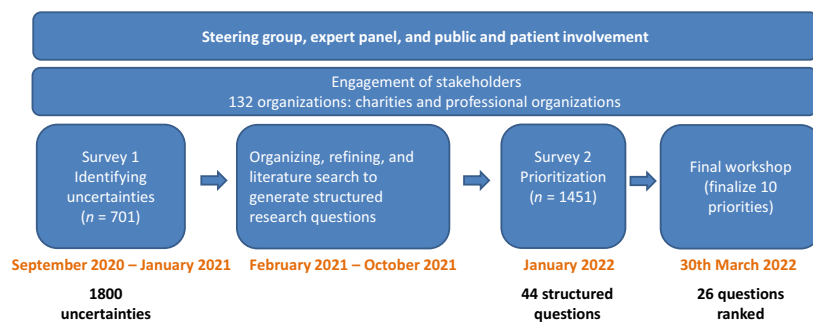 Steering group, expert panel, and public and patient involvement
Engagement of stakeholders
132 organizations: charities and professional organizations
Survey 1
Identifying
uncertainties
(n = 701)
Organizing, refining, and
literature search to
generate structured
research questions
Survey 2
Prioritization
(n = 1451)
Final workshop
(finalize 10
priorities)
September 2020 – January 2021
February 2021 – October 2021
January 2022
30th March 2022
1800
uncertainties
44 structured
questions
26 questions
ranked